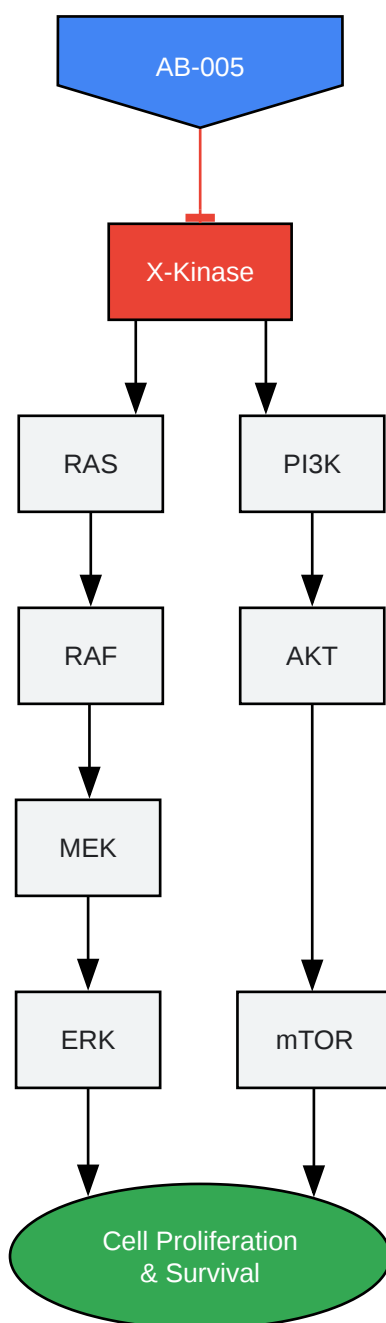 AB-005
X-Kinase
RAS
PI3K
RAF
AKT
MEK
ERK
mTOR
Cell Proliferation
& Survival